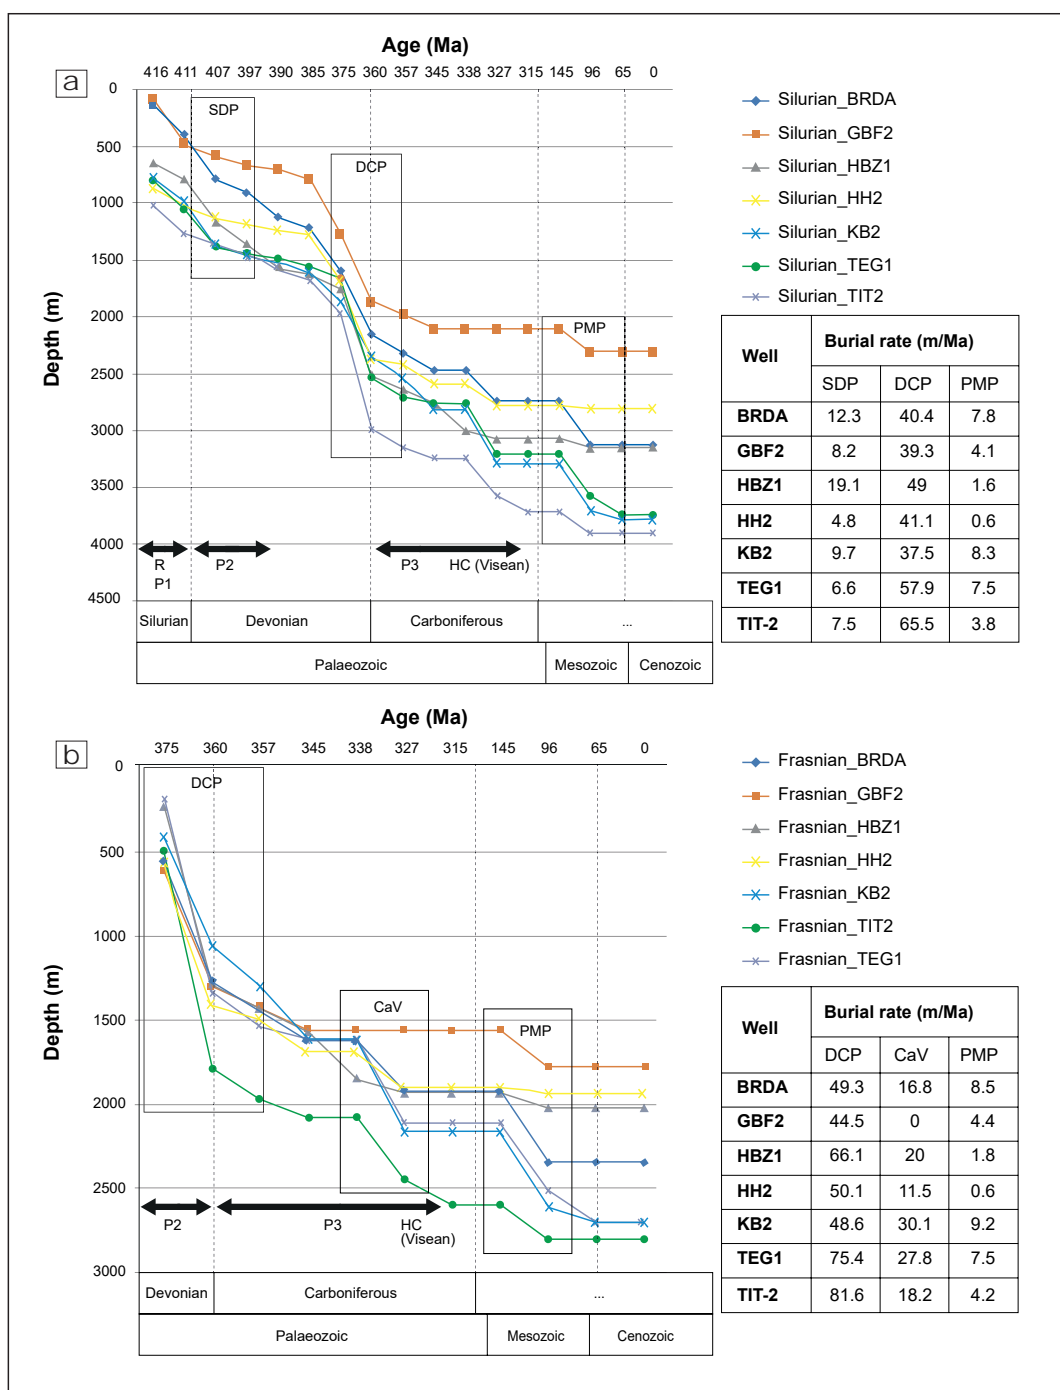 Age (Ma)
a
416 411 407 397 390 385 375 360 357 345 338 327 315 145 96 65 0
Depth (m)
0
500
1000
1500
2000
2500
3000
3500
4000
4500
SDP
DCP
PMP
R
P1
P2
P3
HC (Visean)
Silurian Devonian Carboniferous ...
Palaeozoic Mesozoic Cenozoic
Silurian_BRDA
Silurian_GBF2
Silurian_HBZ1
Silurian_HH2
Silurian_KB2
Silurian_TEG1
Silurian_TIT2
Well Burial rate (m/Ma)
SDP DCP PMP
BRDA 12.3 40.4 7.8
GBF2 8.2 39.3 4.1
HBZ1 19.1 49 1.6
HH2 4.8 41.1 0.6
KB2 9.7 37.5 8.3
TEG1 6.6 57.9 7.5
TIT-2 7.5 65.5 3.8
Age (Ma)
b
375 360 357 345 338 327 315 145 96 65 0
Depth (m)
0
500
1000
1500
2000
2500
3000
DCP
CaV
PMP
P2
P3
HC
(Visean)
Devonian Carboniferous ...
Palaeozoic Mesozoic Cenozoic
Frasnian_BRDA
Frasnian_GBF2
Frasnian_HBZ1
Frasnian_HH2
Frasnian_KB2
Frasnian_TIT2
Frasnian_TEG1
Well Burial rate (m/Ma)
DCP CaV PMP
BRDA 49.3 16.8 8.5
GBF2 44.5 0 4.4
HBZ1 66.1 20 1.8
HH2 50.1 11.5 0.6
KB2 48.6 30.1 9.2
TEG1 75.4 27.8 7.5
TIT-2 81.6 18.2 4.2